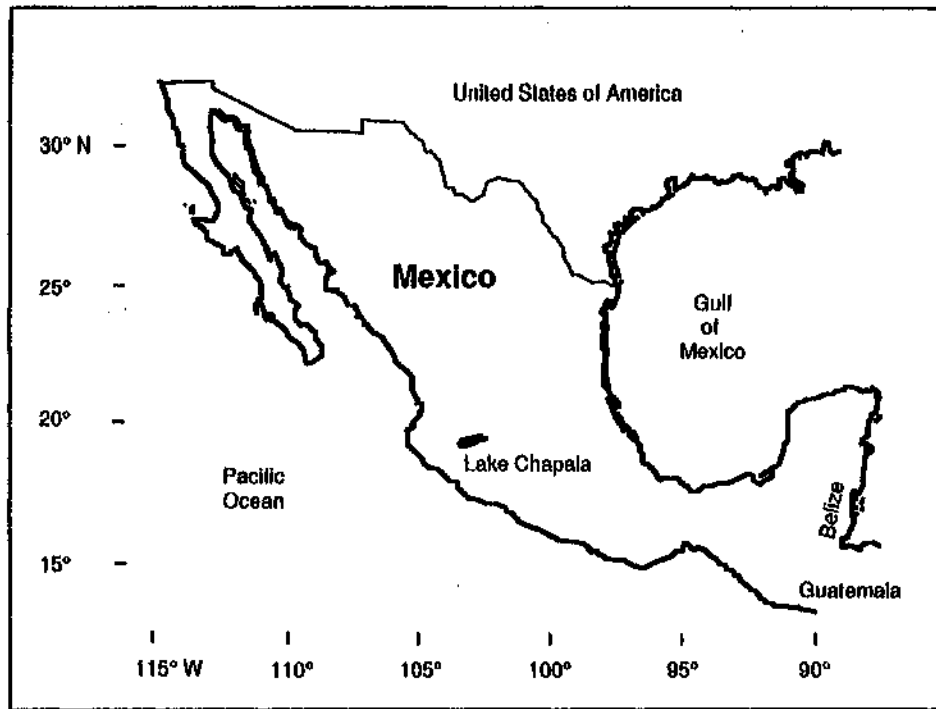 United States of America
30° N
Mexico
25°
Gulf
of
Mexico
20°
Lake Chapala
Pacific
Ocean
Belize
15°
Guatemala
115° W
110°
105°
100°
95°
90°